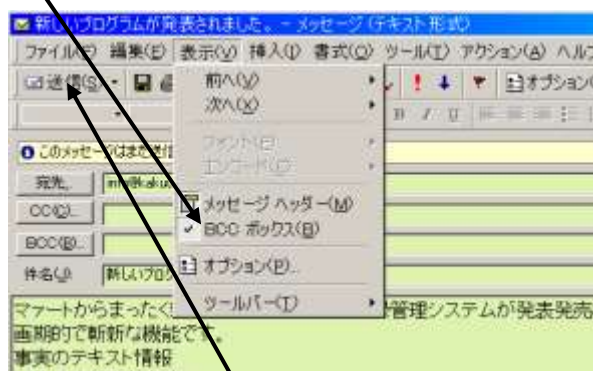 新しいプログラムが発表されました。 - メッセージ (テキスト形式)
ファイル(F) 編集(E) 表示(V) 挿入(I) 書式(O) ツール(T) アクション(A) ヘル
送信(S) オプション(
前へ(V)
次へ(X)
フォント(F)
エンコード(C)
メッセージ ヘッダー(M)
BCC ボックス(B)
オプション(P)...
ツールバー(T)
B I U
このメッセージはまだ送信
宛先...
CC(C)...
BCC(B)...
件名(J): 新しいプログ
マァートからまったく 管理システムが発表発売
画期的で斬新な機能です。
事実のテキスト情報